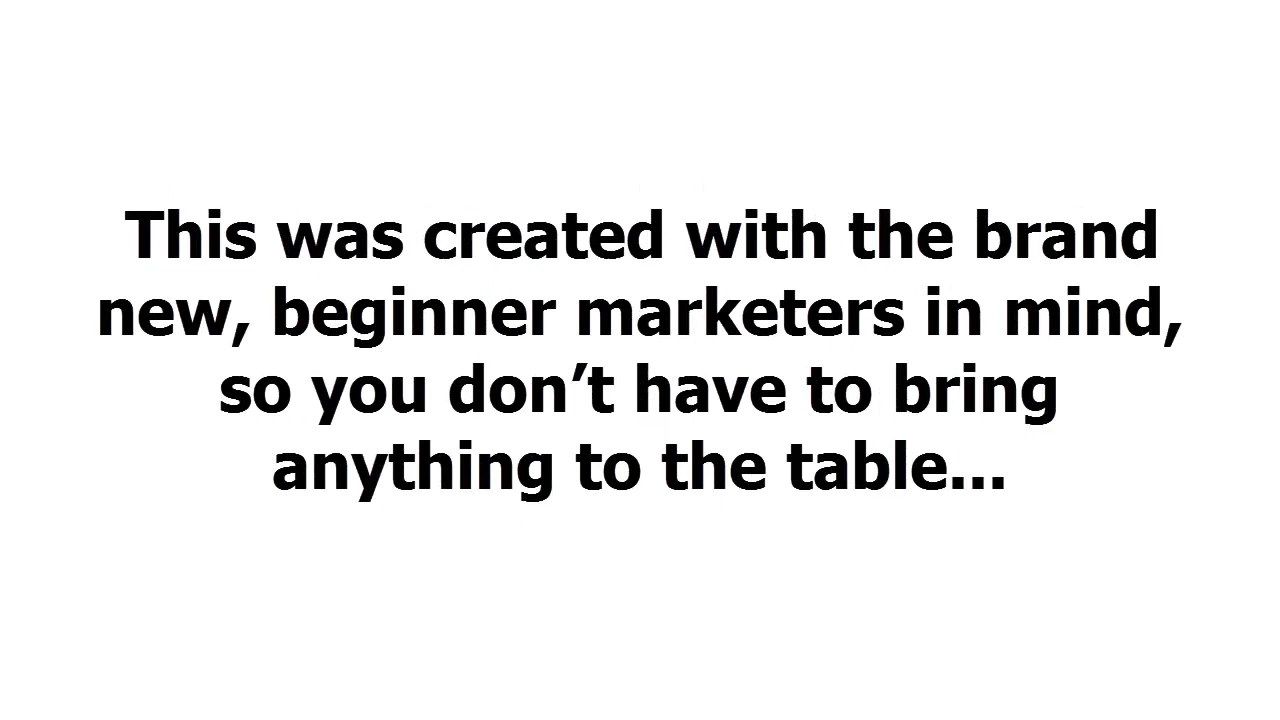 This was created with the brand
new, beginner marketers in mind,
so you don’t have to bring
anything to the table...